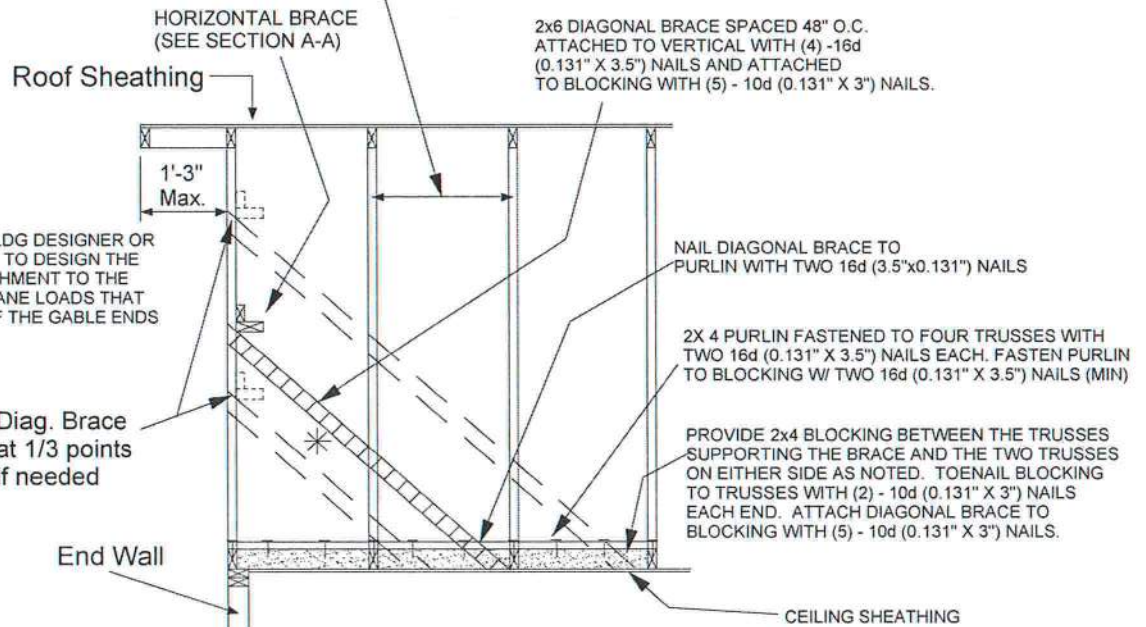 HORIZONTAL BRACE
(SEE SECTION A-A)
Roof Sheathing
2x6 DIAGONAL BRACE SPACED 48" O.C.
ATTACHED TO VERTICAL WITH (4) -16d
(0.131" X 3.5") NAILS AND ATTACHED
TO BLOCKING WITH (5) - 10d (0.131" X 3") NAILS.
1'-3"
Max.
DG DESIGNER OR
TO DESIGN THE
HMENT TO THE
ANE LOADS THAT
THE GABLE ENDS
NAIL DIAGONAL BRACE TO
PURLIN WITH TWO 16d (3.5"x0.131") NAILS
2X 4 PURLIN FASTENED TO FOUR TRUSSES WITH
TWO 16d (0.131" X 3.5") NAILS EACH. FASTEN PURLIN
TO BLOCKING W/ TWO 16d (0.131" X 3.5") NAILS (MIN)
Diag. Brace
at 1/3 points
f needed
PROVIDE 2x4 BLOCKING BETWEEN THE TRUSSES
SUPPORTING THE BRACE AND THE TWO TRUSSES
ON EITHER SIDE AS NOTED. TOENAIL BLOCKING
TO TRUSSES WITH (2) - 10d (0.131" X 3") NAILS
EACH END. ATTACH DIAGONAL BRACE TO
BLOCKING WITH (5) - 10d (0.131" X 3") NAILS.
End Wall
CEILING SHEATHING